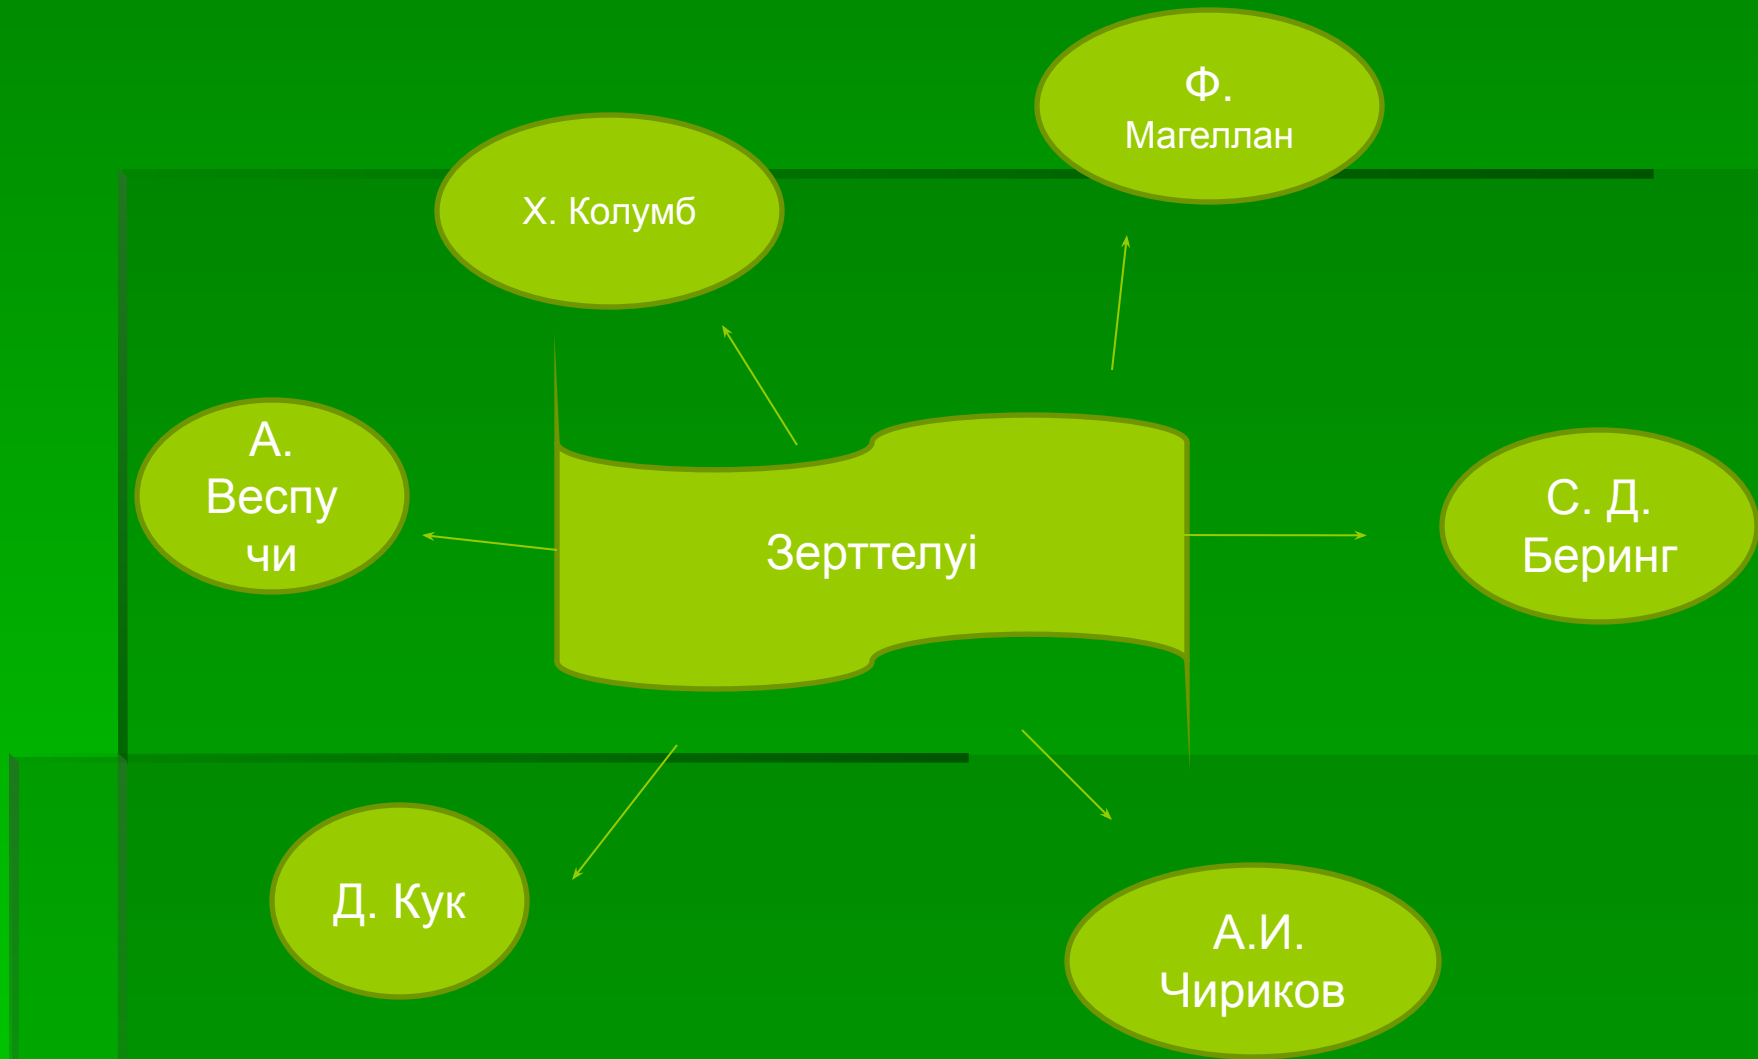 Ф.
Магеллан
Х. Колумб
А.
Веспу
чи
Зерттелуі
С. Д.
Беринг
Д. Кук
А.И.
Чириков